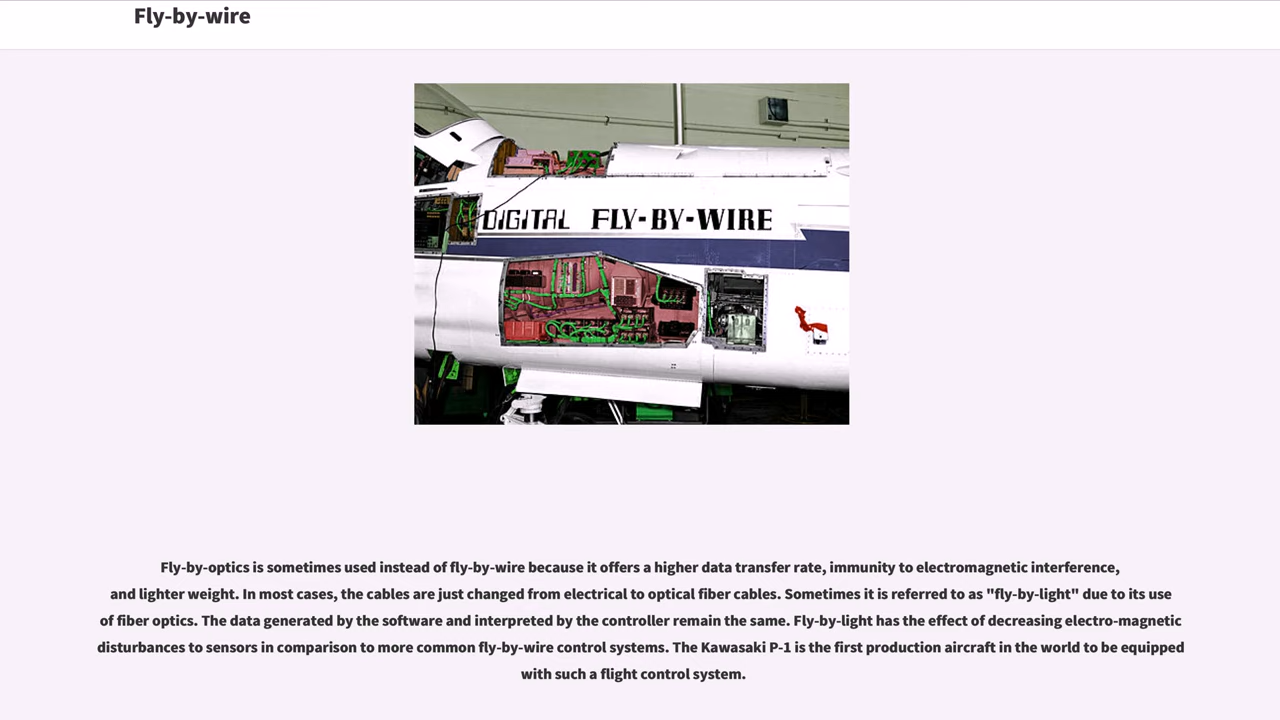 Fly-by-wire
DIGITAL FLY-BY-WIRE
Fly-by-optics is sometimes used instead of fly-by-wire because it offers a higher data transfer rate, immunity to electromagnetic interference,
and lighter weight. In most cases, the cables are just changed from electrical to optical fiber cables. Sometimes it is referred to as "fly-by-light" due to its use
of fiber optics. The data generated by the software and interpreted by the controller remain the same. Fly-by-light has the effect of decreasing electro-magnetic
disturbances to sensors in comparison to more common fly-by-wire control systems. The Kawasaki P-1 is the first production aircraft in the world to be equipped
with such a flight control system.